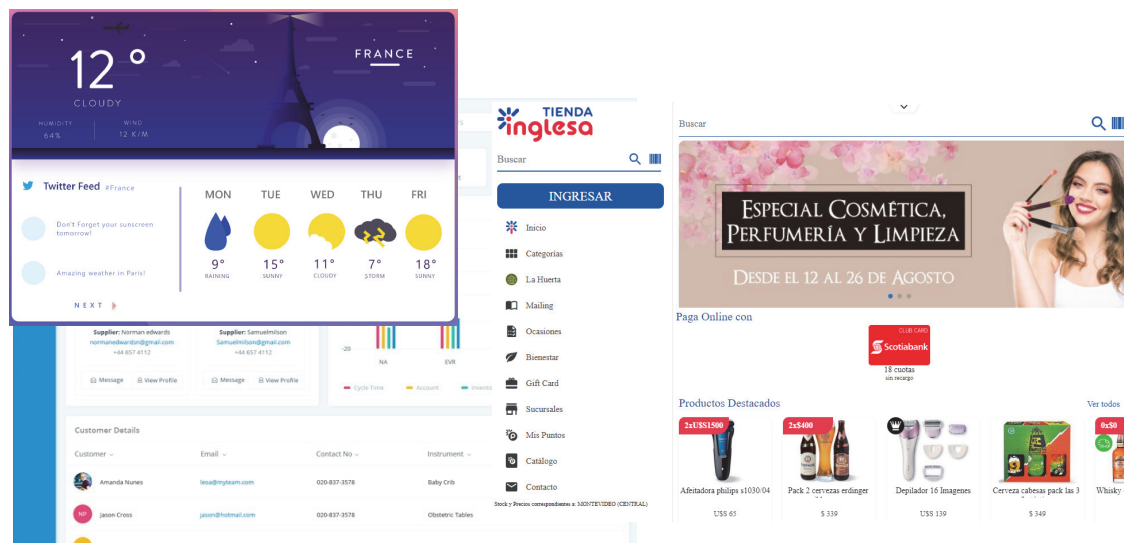 12°
CLOUDY
HUMIDITY
64%
WIND
12 K/M
FRANCE
Twitter Feed #France
Don't Forget your sunscreen
tomorrow!
Amazing weather in Paris!
NEXT
MON TUE WED THU FRI
9° 15° 11° 7° 18°
RAINING SUNNY CLOUDY STORM SUNNY
Supplier: Norman edwards
normanedwardsn@gmail.com
+44 657 4112
Message View Profile
Supplier: Samuelmilson
Samuelmilson@gmail.com
+44 657 4112
Message View Profile
-20
NA EVR
Cycle Time Account
Customer Details
Customer Email Contact No Instrument
Amanda Nunes lesa@myteam.com 020-837-3578 Baby Crib
NP Jason Cross jason@hotmail.com 020-837-3578 Obstetric Tables
TIENDA
inglesa
Buscar
INGRESAR
Inicio
Categorías
La Huerta
Mailing
Ocasiones
Bienestar
Gift Card
Sucursales
Mis Puntos
Catálogo
Contacto
Stock y Precios correspondientes a: MONTEVIDEO (CENTRAL)
Buscar
ESPECIAL COSMÉTICA,
PERFUMERÍA Y LIMPIEZA
DESDE EL 12 AL 26 DE AGOSTO
Paga Online con
CLUB CARD
Scotiabank
18 cuotas
sin recargo
Productos Destacados
Ver todos
2xU$S1500
2x$400
0x$0
Afeitadora philips s1030/04
U$S 65
Pack 2 cervezas erdinger
$ 339
Depilador 16 Imagenes
U$S 139
Cerveza cabesas pack las 3
$ 349
Whisky